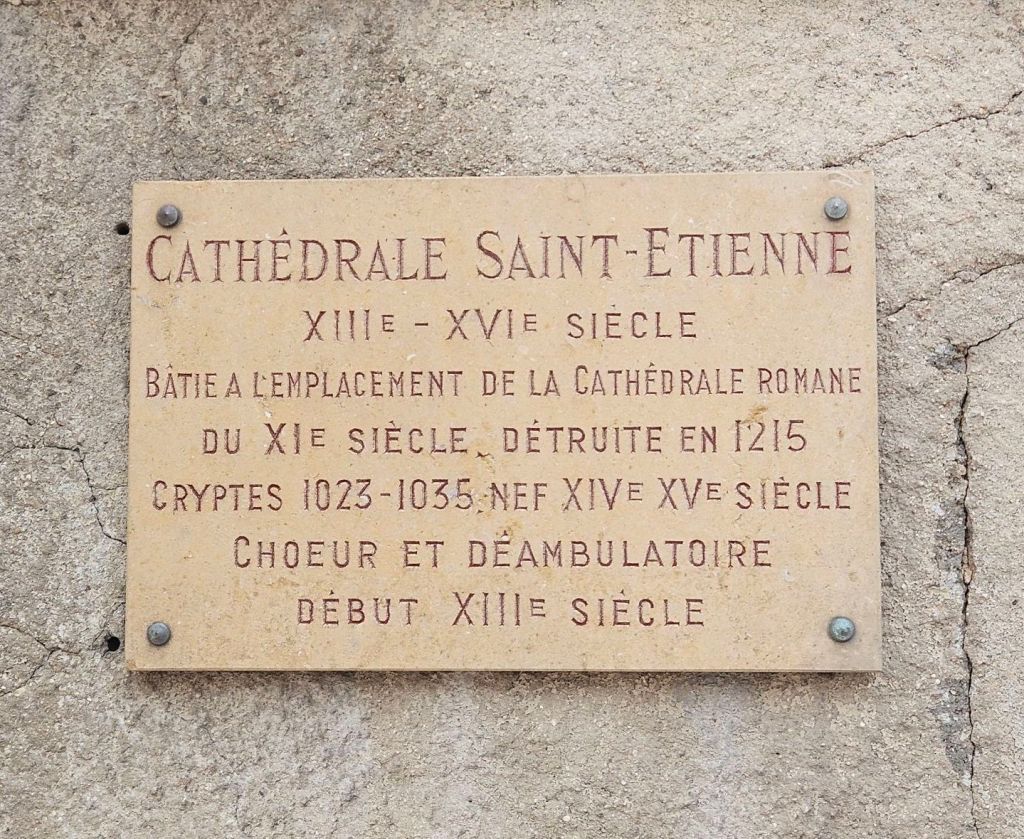 CATHÉDRALE SAINT-ETIENNE
XIIIE - XVIE SIÈCLE
BÂTIE A L'EMPLACEMENT DE LA CATHÉDRALE ROMANE
DU XIE SIÈCLE, DÉTRUITE EN 1215
CRYPTES 1023-1035, NEF XIVE XVE SIÈCLE
CHOEUR ET DÉAMBULATOIRE
DÉBUT XIIIE SIÉCLE